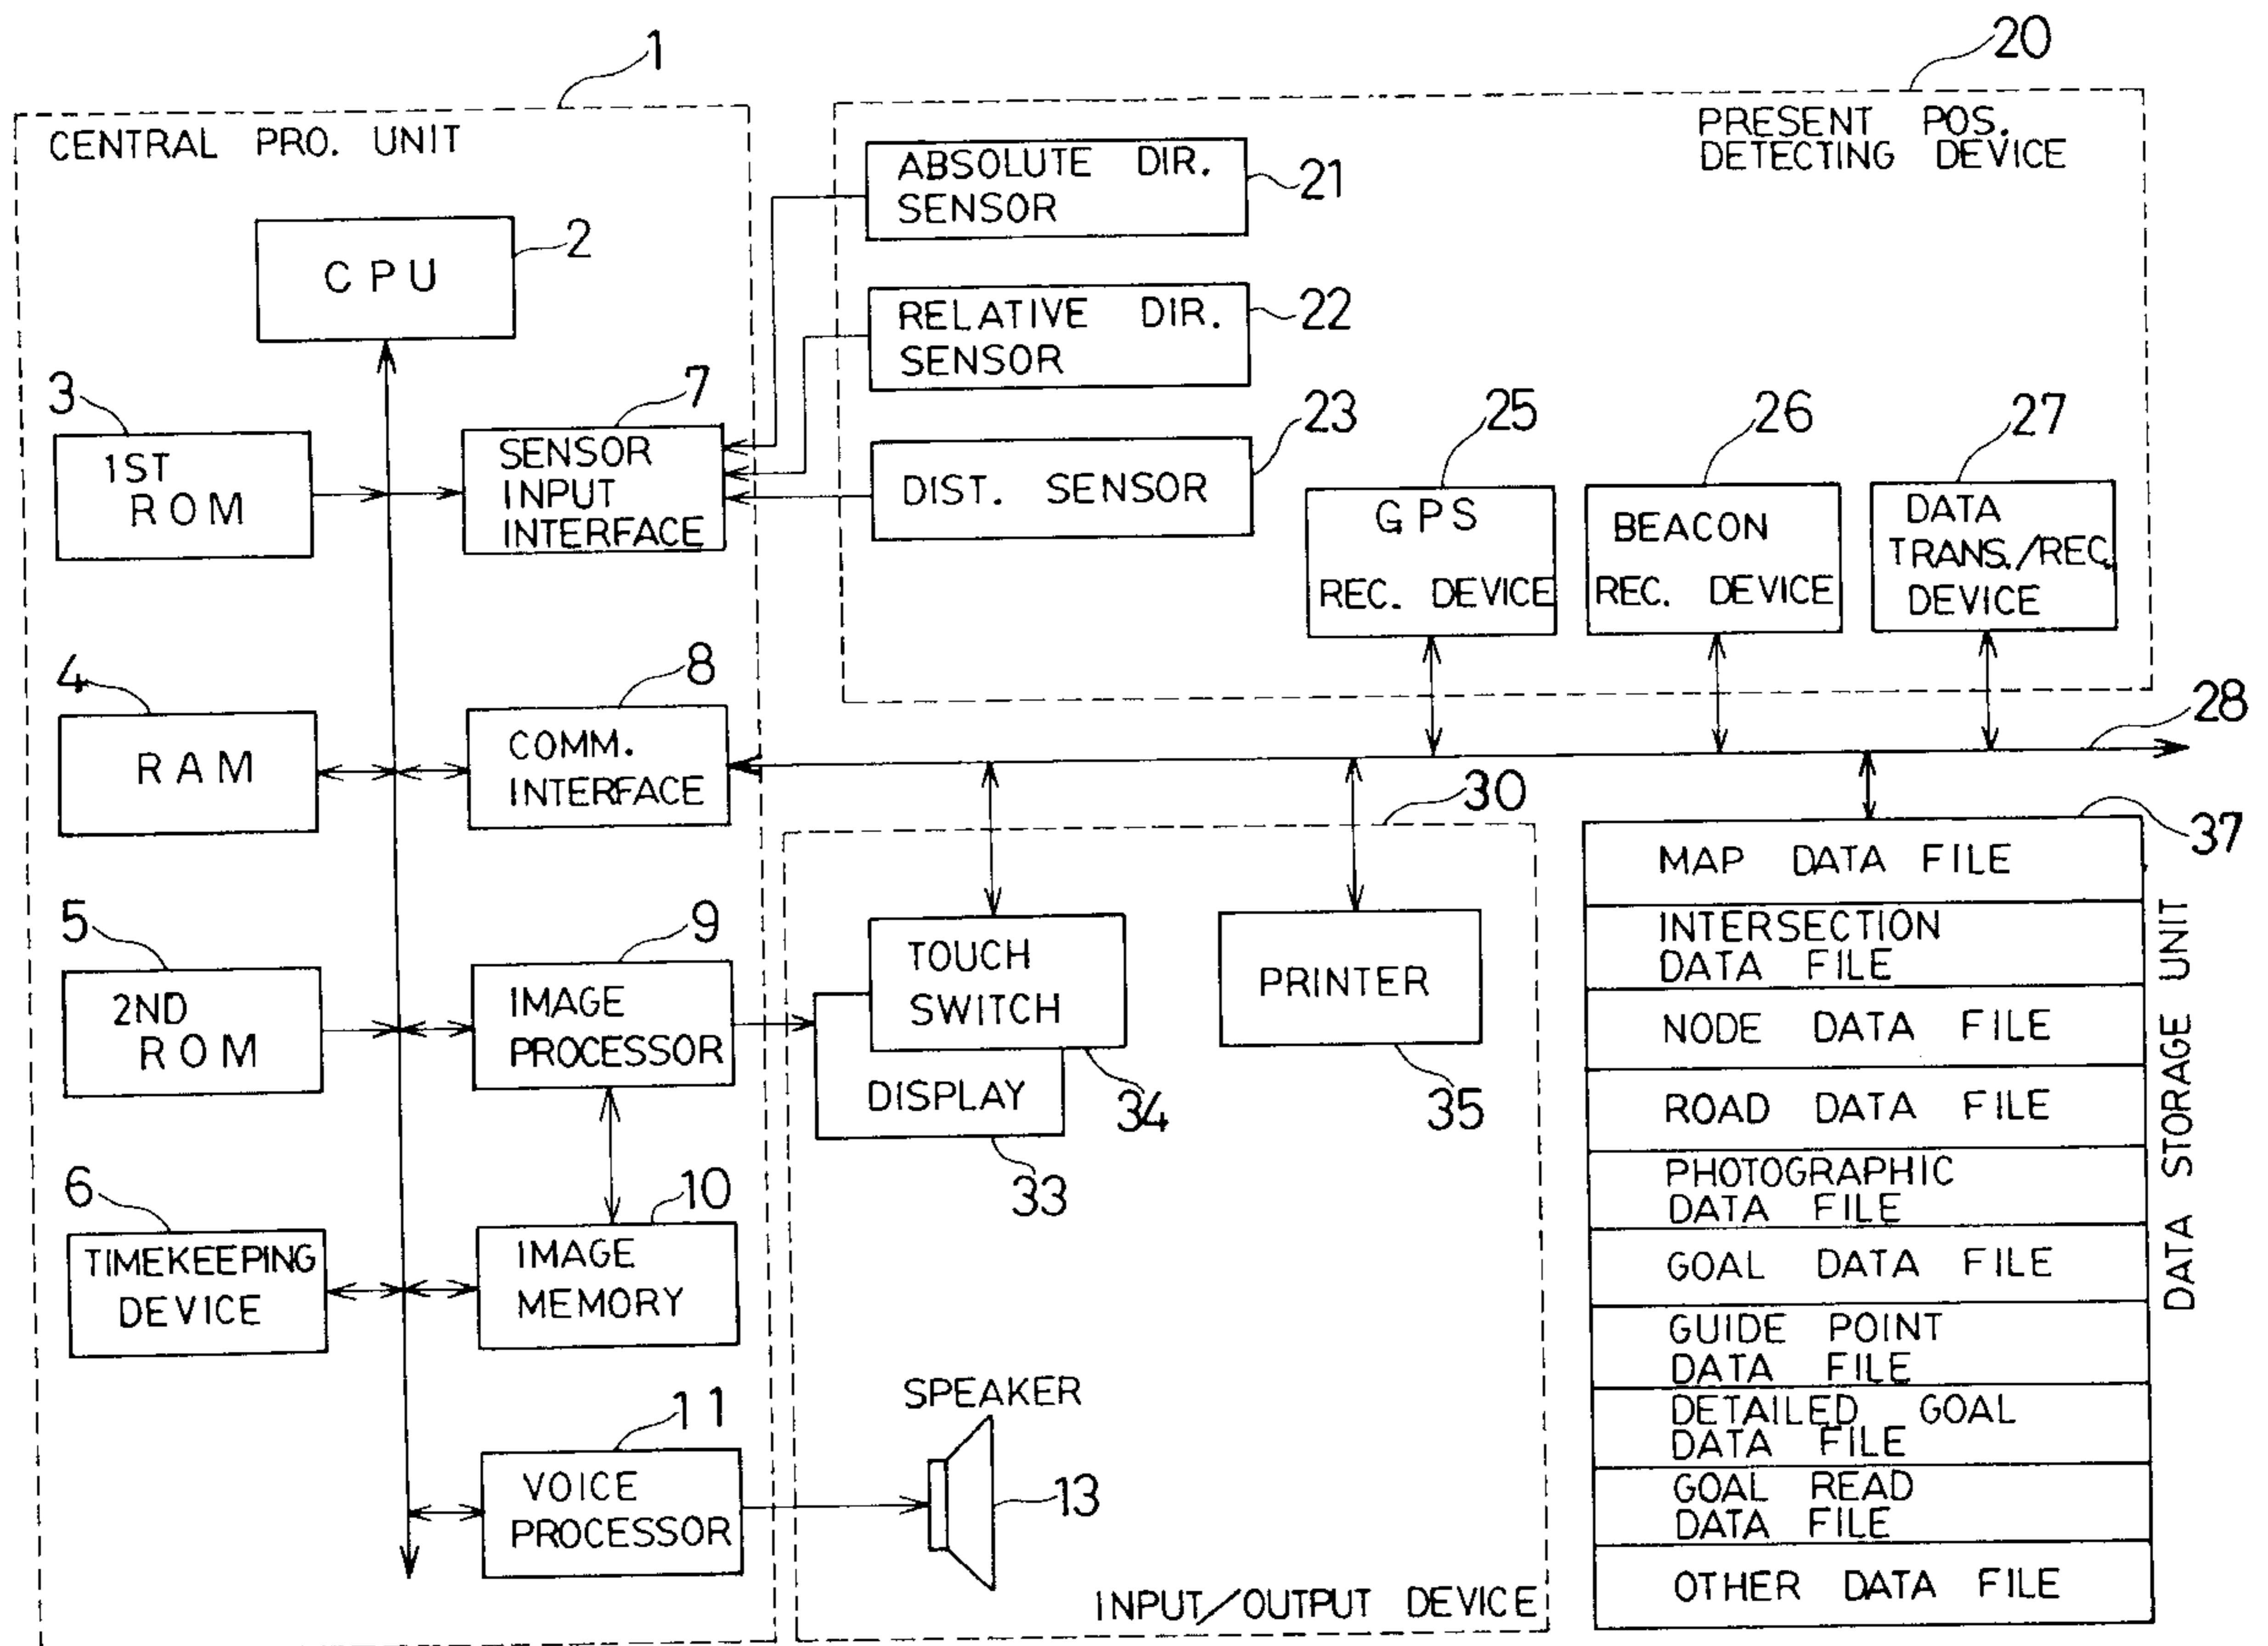 1
CENTRAL PRO. UNIT
CPU
2
3
1ST
ROM
7
SENSOR
INPUT
INTERFACE
4
RAM
8
COMM.
INTERFACE
5
2ND
ROM
9
IMAGE
PROCESSOR
6
TIMEKEEPING
DEVICE
10
IMAGE
MEMORY
11
VOICE
PROCESSOR
20
PRESENT POS.
DETECTING DEVICE
ABSOLUTE DIR.
SENSOR
21
RELATIVE DIR.
SENSOR
22
DIST. SENSOR
23
25
GPS
REC. DEVICE
26
BEACON
REC. DEVICE
27
DATA
TRANS./REC.
DEVICE
28
30
TOUCH
SWITCH
34
DISPLAY
33
PRINTER
35
SPEAKER
13
INPUT/OUTPUT DEVICE
37
MAP DATA FILE
INTERSECTION
DATA FILE
NODE DATA FILE
ROAD DATA FILE
PHOTOGRAPHIC
DATA FILE
GOAL DATA FILE
GUIDE POINT
DATA FILE
DETAILED GOAL
DATA FILE
GOAL READ
DATA FILE
OTHER DATA FILE
DATA STORAGE UNIT